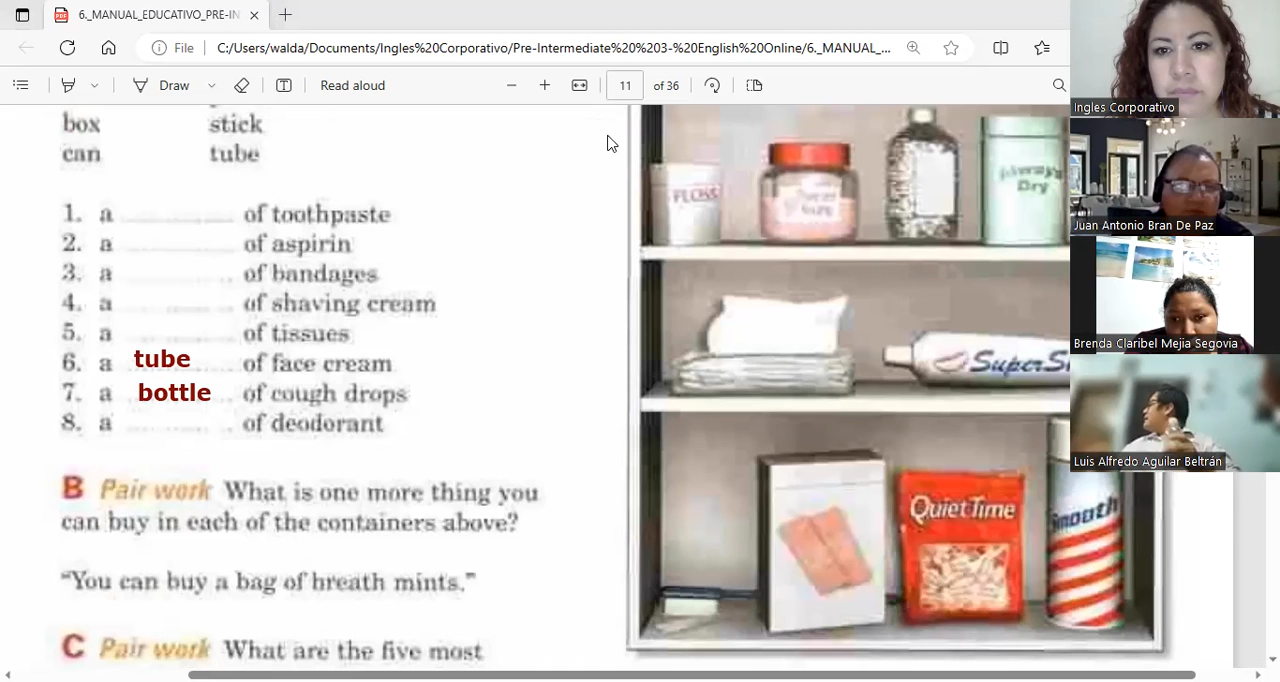 6._MANUAL_EDUCATIVO_PRE-IN
File C:/Users/walda/Documents/Ingles%20Corporativo/Pre-Intermediate%20%203-%20English%20Online/6._MANUAL_...
Draw Read aloud 11 of 36
box stick
can tube
1. a of toothpaste
2. a of aspirin
3. a of bandages
4. a of shaving cream
5. a of tissues
6. a tube of face cream
7. a bottle of cough drops
8. a of deodorant
B Pair work What is one more thing you
can buy in each of the containers above?
"You can buy a bag of breath mints."
C Pair work What are the five most
FLOSS
Always
Dry
SuperS
QuietTime
Smooth
Ingles Corporativo
Juan Antonio Bran De Paz
Brenda Claribel Mejia Segovia
Luis Alfredo Aguilar Beltrán